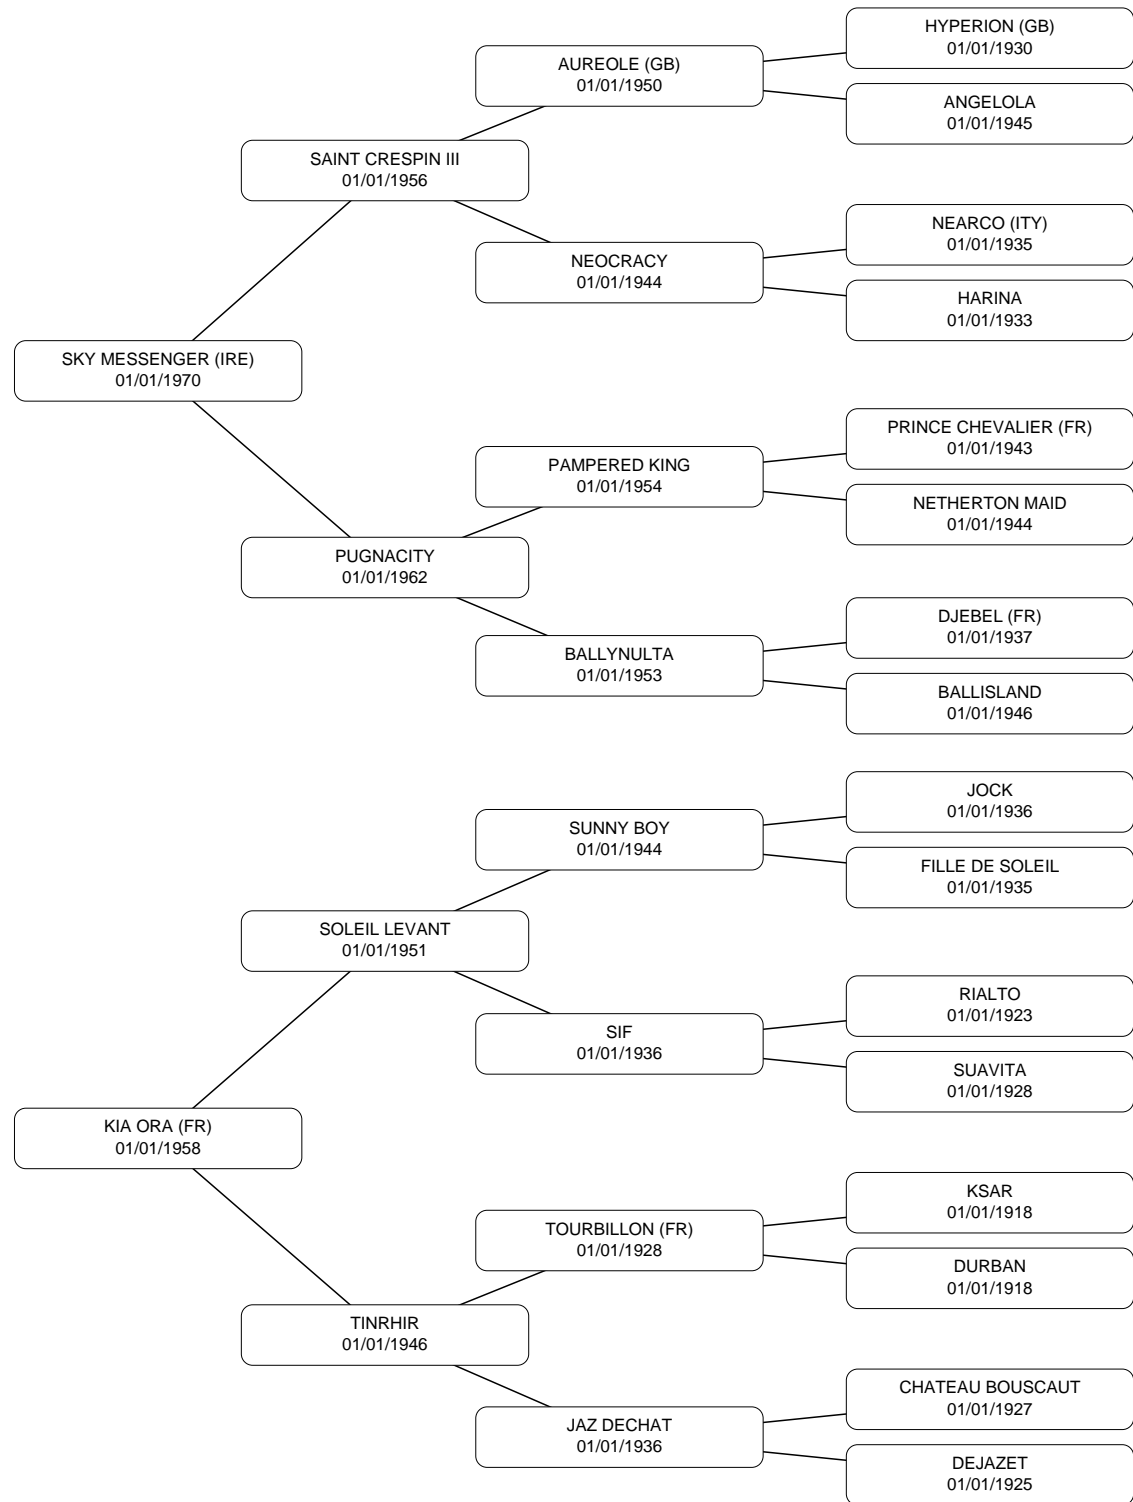 HYPERION (GB)
01/01/1930
AUREOLE (GB)
01/01/1950
ANGELOLA
01/01/1945
SAINT CRESPIN III
01/01/1956
NEARCO (ITY)
01/01/1935
NEOCRACY
01/01/1944
HARINA
01/01/1933
SKY MESSENGER (IRE)
01/01/1970
PRINCE CHEVALIER (FR)
01/01/1943
PAMPERED KING
01/01/1954
NETHERTON MAID
01/01/1944
PUGNACITY
01/01/1962
DJEBEL (FR)
01/01/1937
BALLYNULTA
01/01/1953
BALLISLAND
01/01/1946
JOCK
01/01/1936
SUNNY BOY
01/01/1944
FILLE DE SOLEIL
01/01/1935
SOLEIL LEVANT
01/01/1951
RIALTO
01/01/1923
SIF
01/01/1936
SUAVITA
01/01/1928
KIA ORA (FR)
01/01/1958
KSAR
01/01/1918
TOURBILLON (FR)
01/01/1928
DURBAN
01/01/1918
TINRHIR
01/01/1946
CHATEAU BOUSCAUT
01/01/1927
JAZ DECHAT
01/01/1936
DEJAZET
01/01/1925